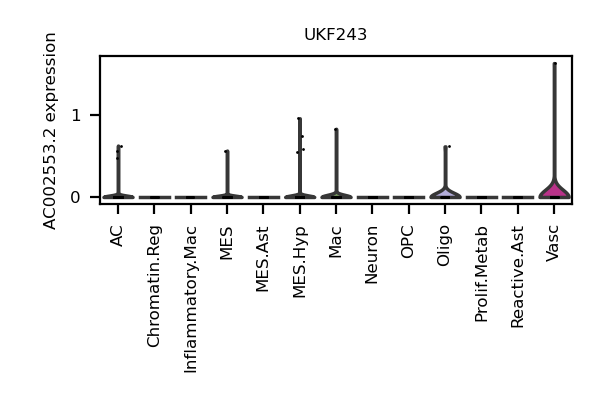 UKF243
AC002553.2 expression
1
0
AC
Chromatin.Reg
Inflammatory.Mac
MES
MES.Ast
MES.Hyp
Mac
Neuron
OPC
Oligo
Prolif.Metab
Reactive.Ast
Vasc